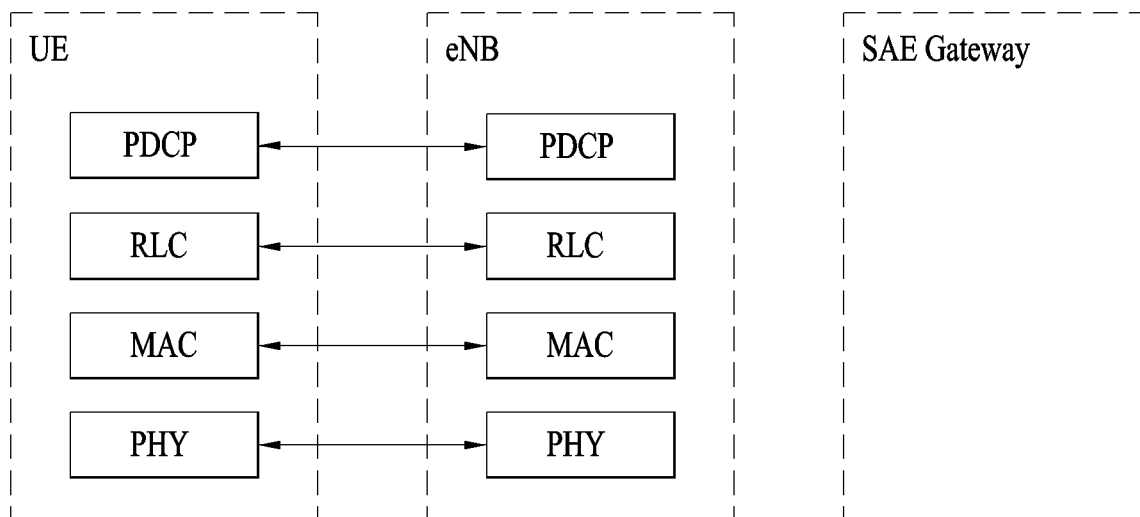 UE
eNB
SAE Gateway
PDCP
PDCP
RLC
RLC
MAC
MAC
PHY
PHY